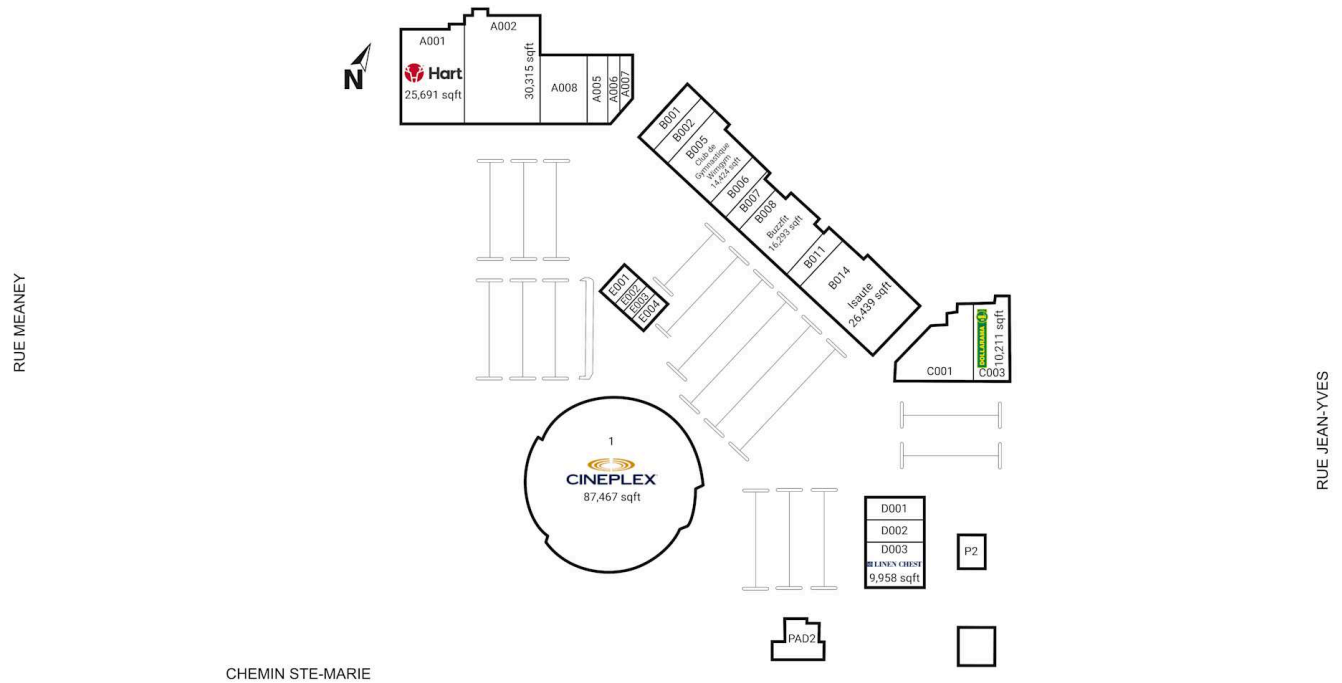 A001
Hart
25,691 sqft
A002
30,315 sqft
A008
A005
A006
A007
N
B001
B002
B005
Club de
Gymnastique
Wimgym
14,424 sqft
B006
B007
B008
Buzzfit
16,293 sqft
B011
B014
Isaute
26,439 sqft
E001
E002
E003
E004
C001
DOLLARAMA
C003
10,211 sqft
RUE MEANEY
RUE JEAN-YVES
1
CINEPLEX
87,467 sqft
D001
D002
D003
LINEN CHEST
9,958 sqft
P2
PAD2
CHEMIN STE-MARIE